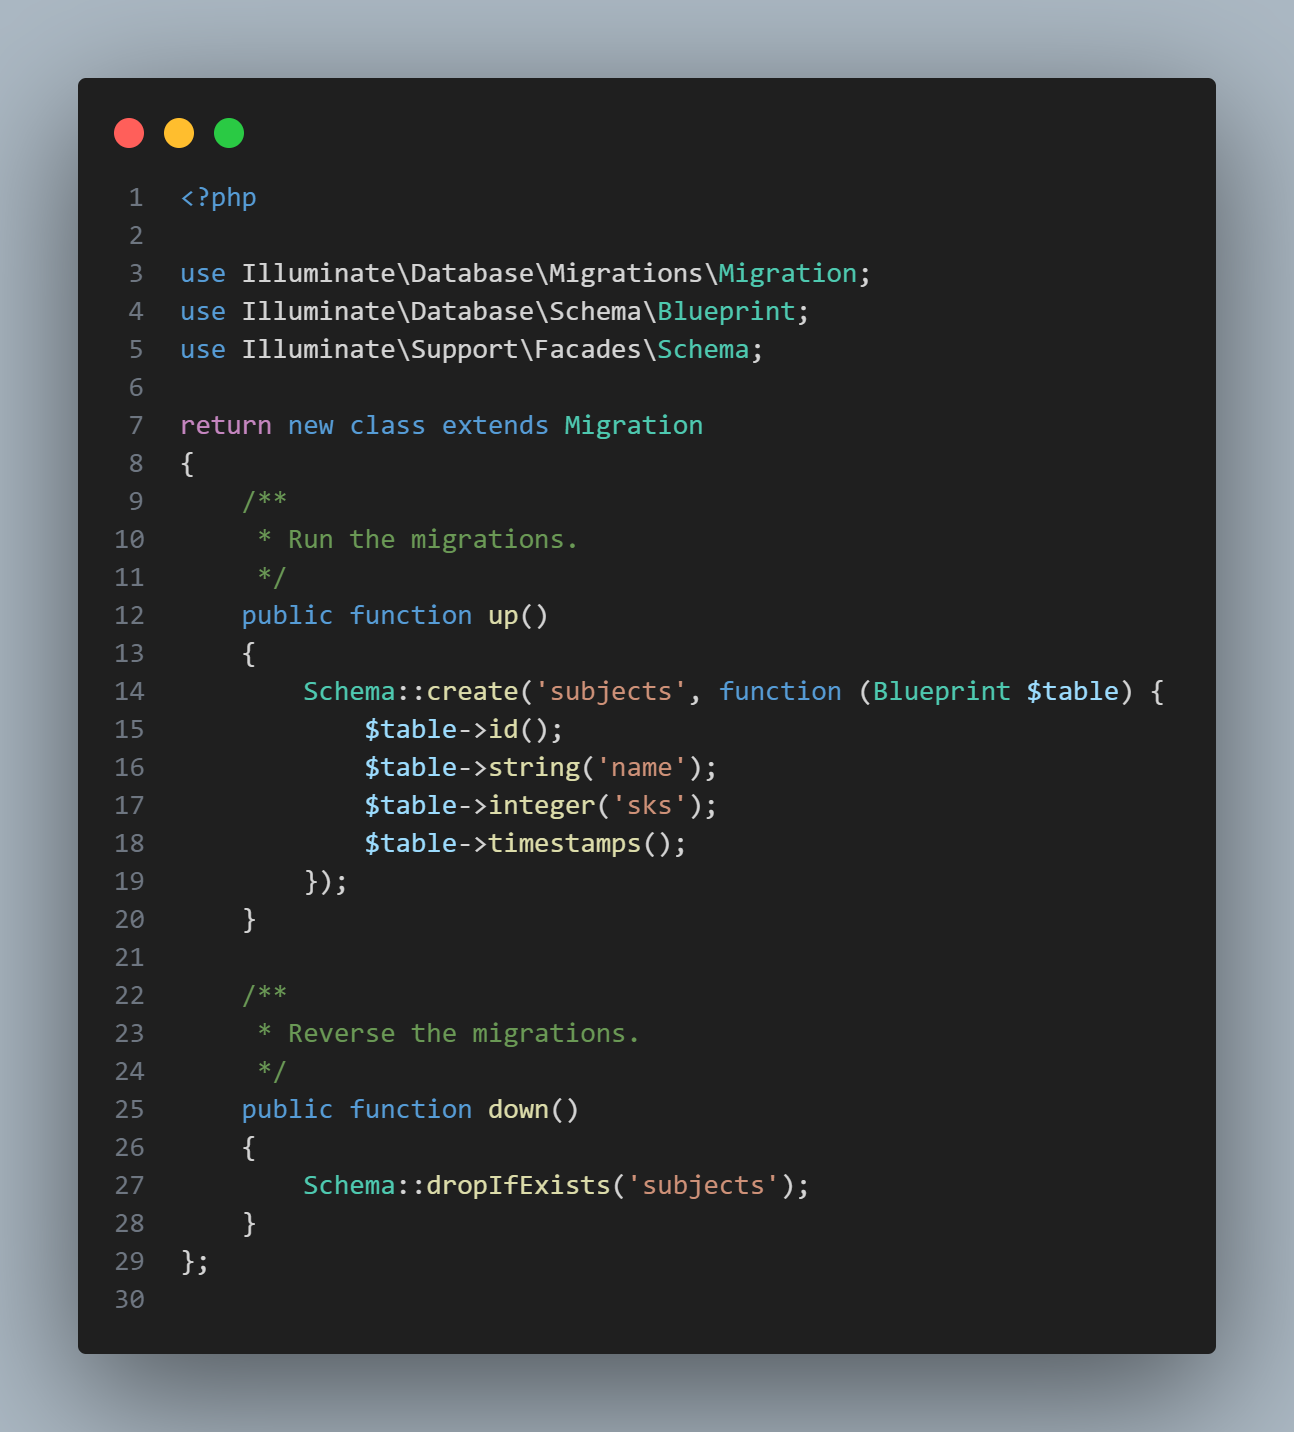 1 <?php
2
3 use Illuminate\Database\Migrations\Migration;
4 use Illuminate\Database\Schema\Blueprint;
5 use Illuminate\Support\Facades\Schema;
6
7 return new class extends Migration
8 {
9     /**
10      * Run the migrations.
11      */
12     public function up()
13     {
14         Schema::create('subjects', function (Blueprint $table) {
15             $table->id();
16             $table->string('name');
17             $table->integer('sks');
18             $table->timestamps();
19         });
20     }
21
22     /**
23      * Reverse the migrations.
24      */
25     public function down()
26     {
27         Schema::dropIfExists('subjects');
28     }
29 };
30